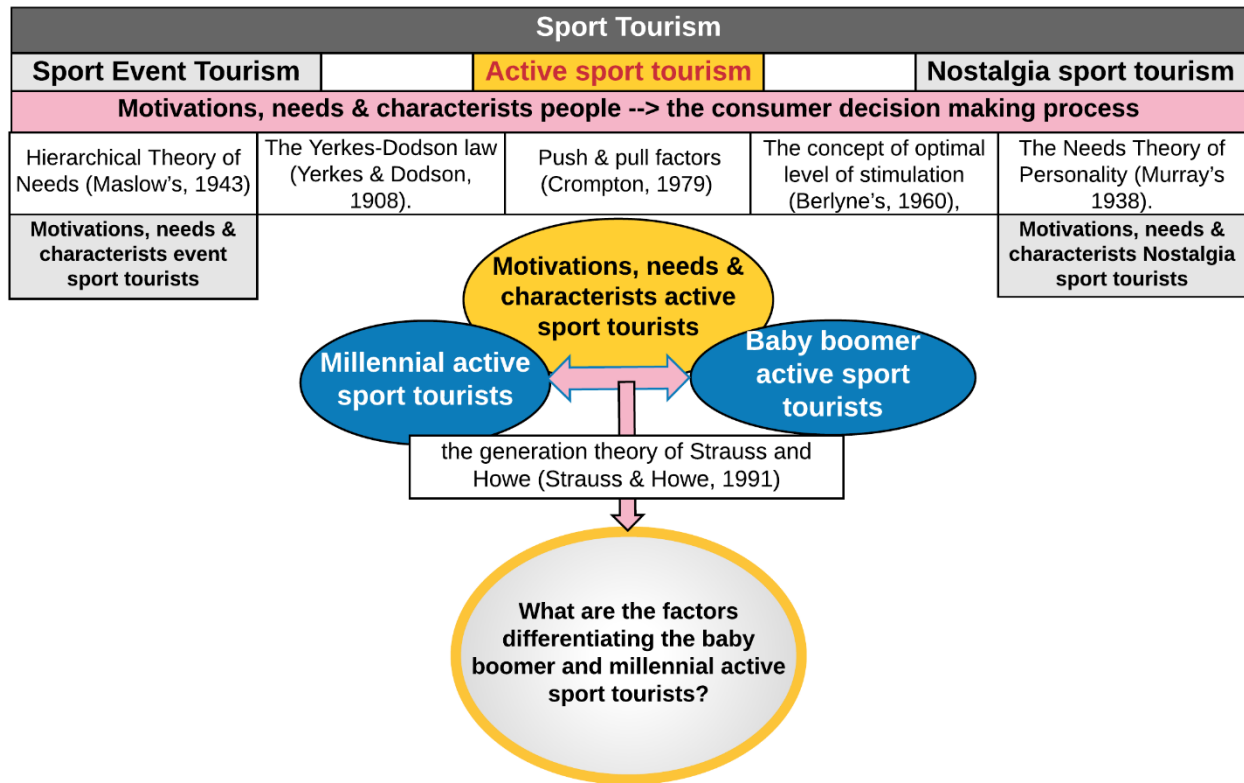 Sport Tourism
Sport Event Tourism
Active sport tourism
Nostalgia sport tourism
Motivations, needs & characterists people --> the consumer decision making process
Hierarchical Theory of
Needs (Maslow's, 1943)
The Yerkes-Dodson law
(Yerkes & Dodson,
1908).
Push & pull factors
(Crompton, 1979)
The concept of optimal
level of stimulation
(Berlyne's, 1960),
The Needs Theory of
Personality (Murray's
1938).
Motivations, needs &
characterists event
sport tourists
Motivations, needs &
characterists active
sport tourists
Motivations, needs &
characterists Nostalgia
sport tourists
Millennial active
sport tourists
Baby boomer
active sport
tourists
the generation theory of Strauss and
Howe (Strauss & Howe, 1991)
What are the factors
differentiating the baby
boomer and millennial active
sport tourists?